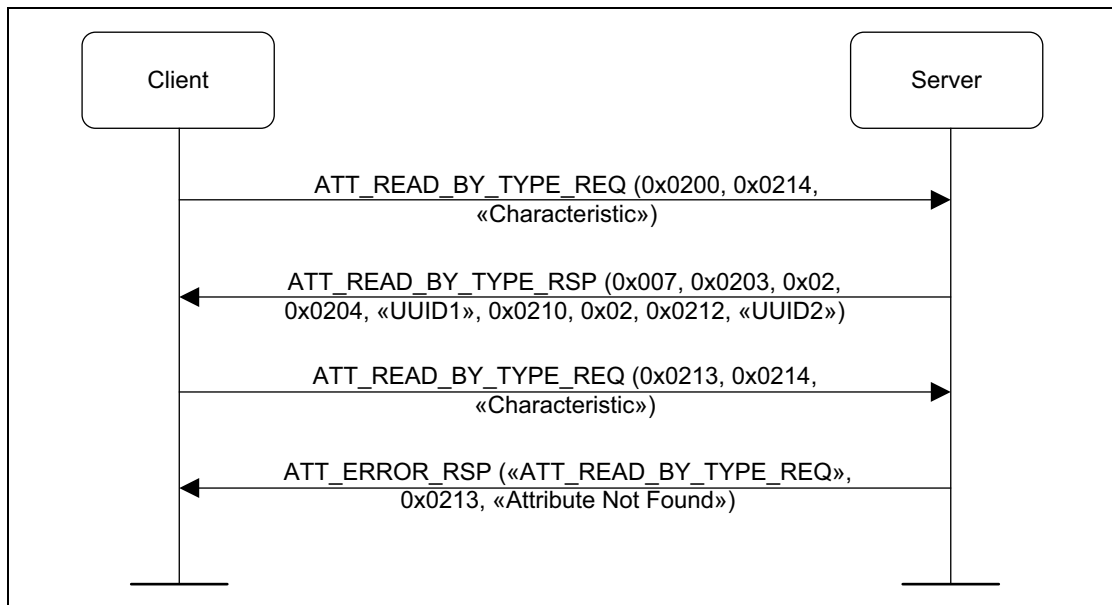 Client
Server
ATT_READ_BY_TYPE_REQ (0x0200, 0x0214,
«Characteristic»)
ATT_READ_BY_TYPE_RSP (0x007, 0x0203, 0x02,
0x0204, «UUID1», 0x0210, 0x02, 0x0212, «UUID2»)
ATT_READ_BY_TYPE_REQ (0x0213, 0x0214,
«Characteristic»)
ATT_ERROR_RSP («ATT_READ_BY_TYPE_REQ»,
0x0213, «Attribute Not Found»)